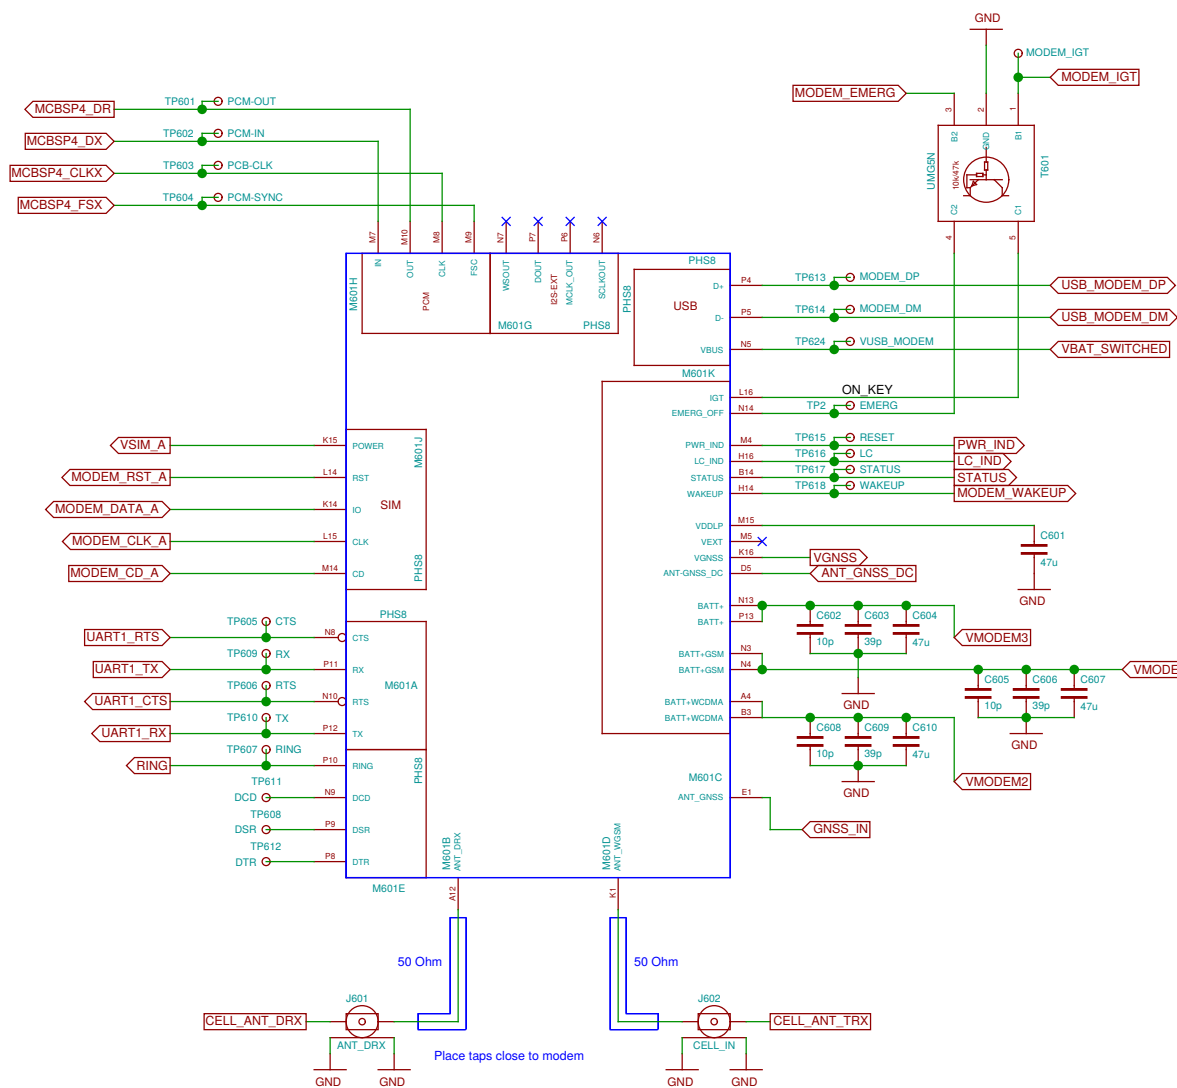 GND
MODEM_IGT
MODEM_IGT
MODEM_EMERG
3
2
1
B2
GND
B1
UMG5N
10k/47k
T601
C2
C1
4
5
MCBSP4_DR
TP601
PCM-OUT
MCBSP4_DX
TP602
PCM-IN
MCBSP4_CLKX
TP603
PCB-CLK
MCBSP4_FSX
TP604
PCM-SYNC
M7
M10
M8
M9
N7
P7
P6
N6
IN
OUT
CLK
FSC
WSOUT
DOUT
I2S-EXT
MCLK_OUT
SCLKOUT
M601H
PCM
M601G
PHS8
PHS8
PHS8
USB
D+
P4
TP613
MODEM_DP
USB_MODEM_DP
D-
P5
TP614
MODEM_DM
USB_MODEM_DM
VBUS
N5
TP624
VUSB_MODEM
VBAT_SWITCHED
M601K
IGT
L16
ON_KEY
EMERG_OFF
N14
TP2
EMERG
PWR_IND
M4
TP615
RESET
PWR_IND
LC_IND
H16
TP616
LC
LC_IND
STATUS
B14
TP617
STATUS
STATUS
WAKEUP
H14
TP618
WAKEUP
MODEM_WAKEUP
VDDLP
M15
C601
47u
GND
VEXT
M5
VGNSS
K16
VGNSS
ANT-GNSS_DC
D5
ANT_GNSS_DC
BATT+
N13
BATT+
P13
C602
10p
C603
39p
C604
47u
VMODEM3
GND
BATT+GSM
N3
BATT+GSM
N4
VMODE
C605
10p
C606
39p
C607
47u
GND
BATT+WCDMA
A4
BATT+WCDMA
B3
C608
10p
C609
39p
C610
47u
GND
VMODEM2
M601C
ANT_GNSS
E1
GNSS_IN
VSIM_A
K15
POWER
M601J
MODEM_RST_A
L14
RST
MODEM_DATA_A
K14
IO
SIM
MODEM_CLK_A
L15
CLK
MODEM_CD_A
M14
CD
PHS8
PHS8
TP605
CTS
UART1_RTS
N8
CTS
TP609
RX
UART1_TX
P11
RX
M601A
TP606
RTS
UART1_CTS
N10
RTS
TP610
TX
UART1_RX
P12
TX
TP607
RING
RING
P10
RING
PHS8
TP611
DCD
N9
DCD
TP608
DSR
P9
DSR
TP612
DTR
P8
DTR
M601E
M601B
ANT_DRX
A12
M601D
ANT_WGSM
K1
50 Ohm
50 Ohm
CELL_ANT_DRX
J601
ANT_DRX
GND
GND
Place taps close to modem
J602
CELL_IN
CELL_ANT_TRX
GND
GND